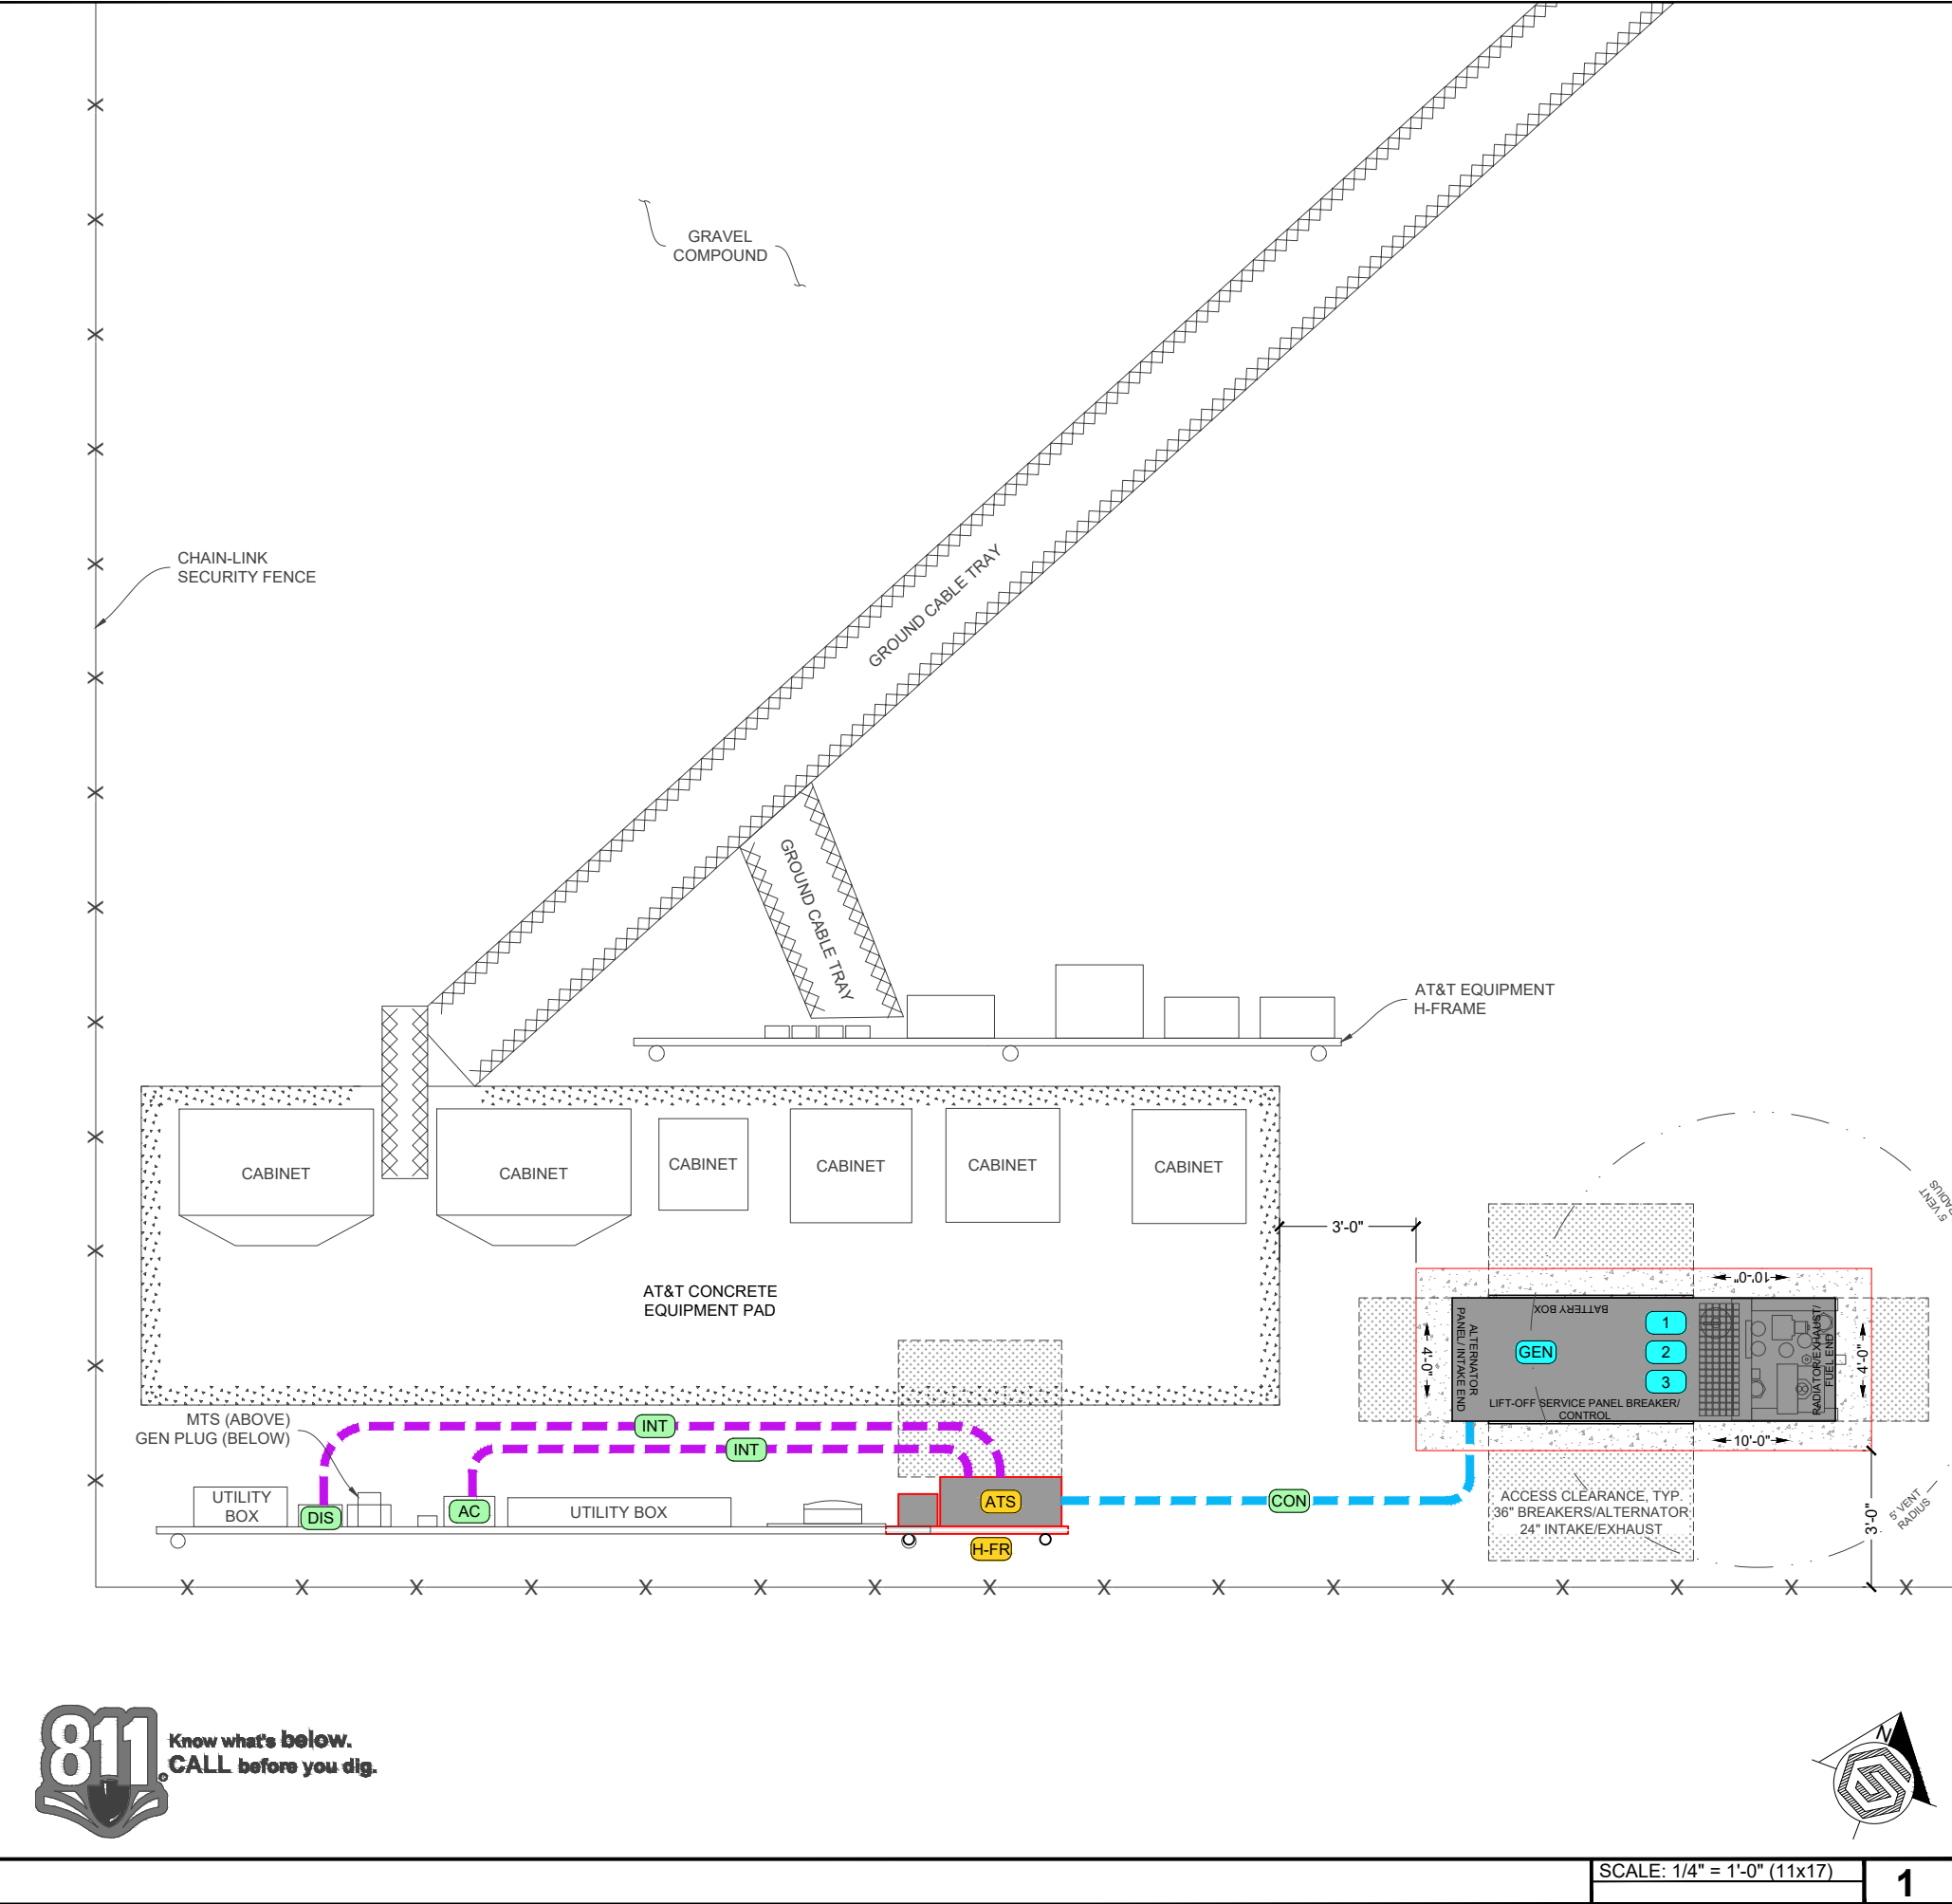 GRAVEL
COMPOUND
CHAIN-LINK
SECURITY FENCE
GROUND CABLE TRAY
GROUND CABLE TRAY
AT&T EQUIPMENT
H-FRAME
CABINET
CABINET
CABINET
CABINET
CABINET
CABINET
5' VENT
RADIUS
3'-0"
AT&T CONCRETE
EQUIPMENT PAD
10'-0"
BATTERY BOX
ALTERNATOR
PANEL/ INTAKE END
4'-0"
GEN
1
2
3
RADIATOR/EXHAUST/
FUEL END
4'-0"
LIFT-OFF SERVICE PANEL BREAKER/
CONTROL
10'-0"
MTS (ABOVE)
GEN PLUG (BELOW)
INT
INT
UTILITY
BOX
DIS
AC
UTILITY BOX
ATS
H-FR
CON
ACCESS CLEARANCE, TYP.
36" BREAKERS/ALTERNATOR
24" INTAKE/EXHAUST
5' VENT
RADIUS
3'-0"
811
Know what's below.
CALL before you dig.
N
SCALE: 1/4" = 1'-0" (11x17)
1